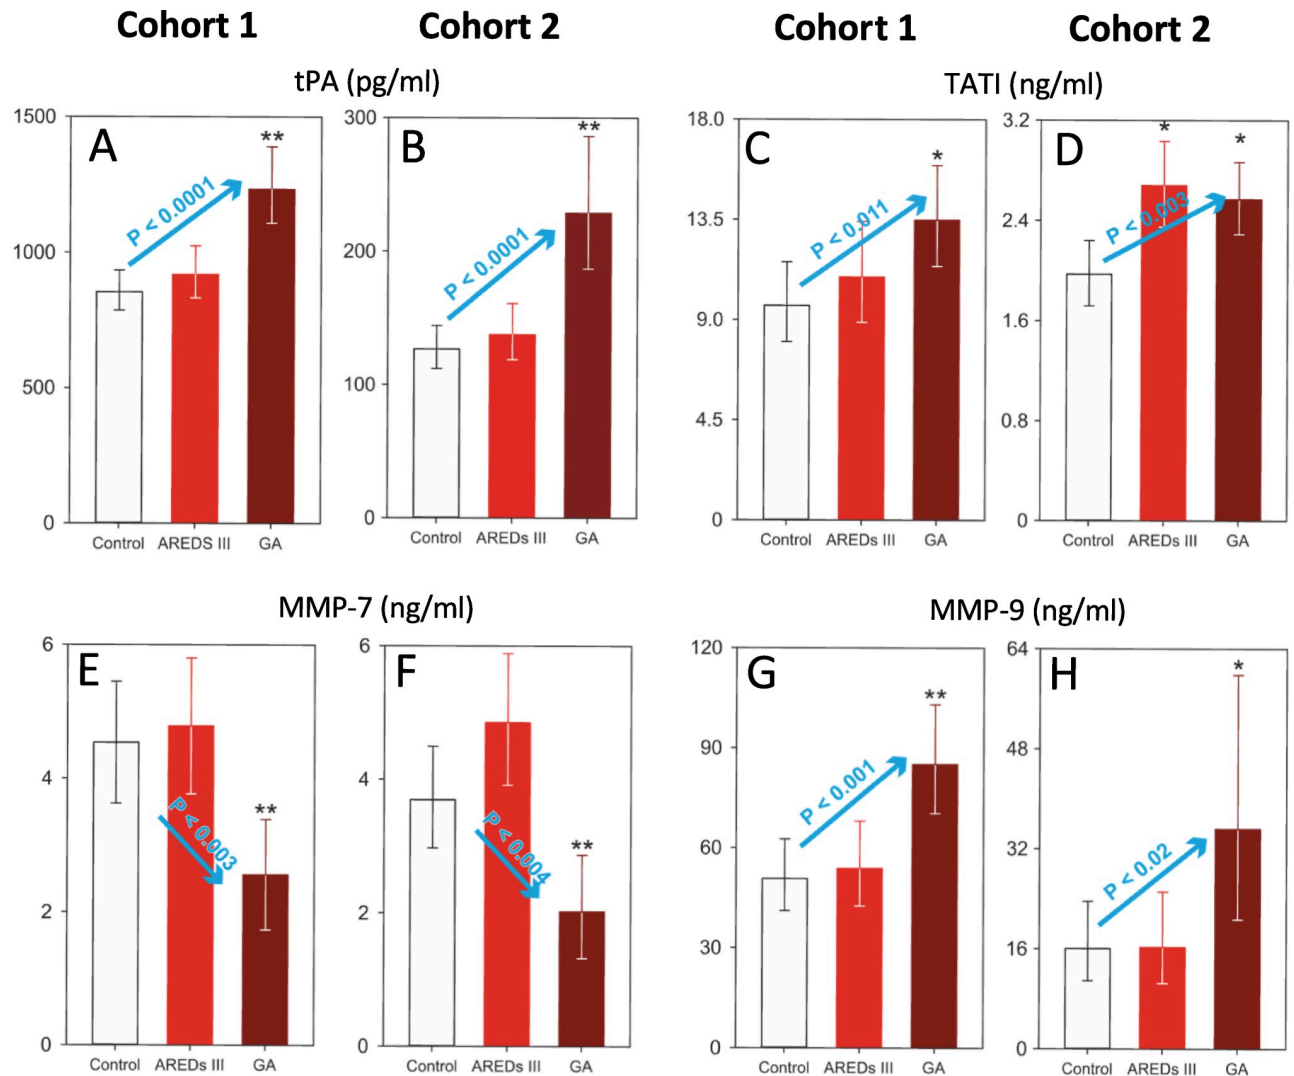 Cohort 1 Cohort 2 Cohort 1 Cohort 2
tPA (pg/ml) TATI (ng/ml)
A
1500
1000
500
0
P < 0.0001
**
Control AREDS III GA
B
300
200
100
0
P < 0.0001
**
Control AREDs III GA
C
18.0
13.5
9.0
4.5
0
P < 0.011
*
Control AREDs III GA
D
3.2
2.4
1.6
0.8
0
P < 0.003
* *
Control AREDs III GA
MMP-7 (ng/ml) MMP-9 (ng/ml)
E
6
4
2
0
P < 0.003
**
Control AREDs III GA
F
6
4
2
0
P < 0.004
**
Control AREDs III GA
G
120
90
60
30
0
P < 0.001
**
Control AREDs III GA
H
64
48
32
16
0
P < 0.02
*
Control AREDs III GA